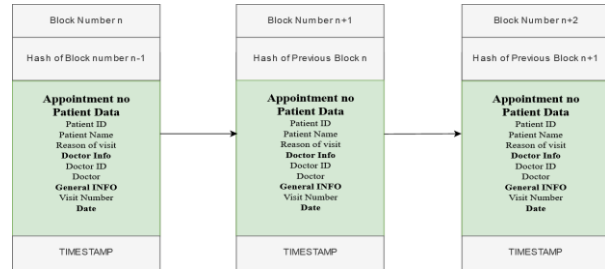 Block Number n
Hash of Block number n-1
Appointment no
Patient Data
Patient ID
Patient Name
Reason of visit
Doctor Info
Doctor ID
Doctor
General INFO
Visit Number
Date
TIMESTAMP
Block Number n+1
Hash of Previous Block n
Appointment no
Patient Data
Patient ID
Patient Name
Reason of visit
Doctor Info
Doctor ID
Doctor
General INFO
Visit Number
Date
TIMESTAMP
Block Number n+2
Hash of Previous Block n+1
Appointment no
Patient Data
Patient ID
Patient Name
Reason of visit
Doctor Info
Doctor ID
Doctor
General INFO
Visit Number
Date
TIMESTAMP